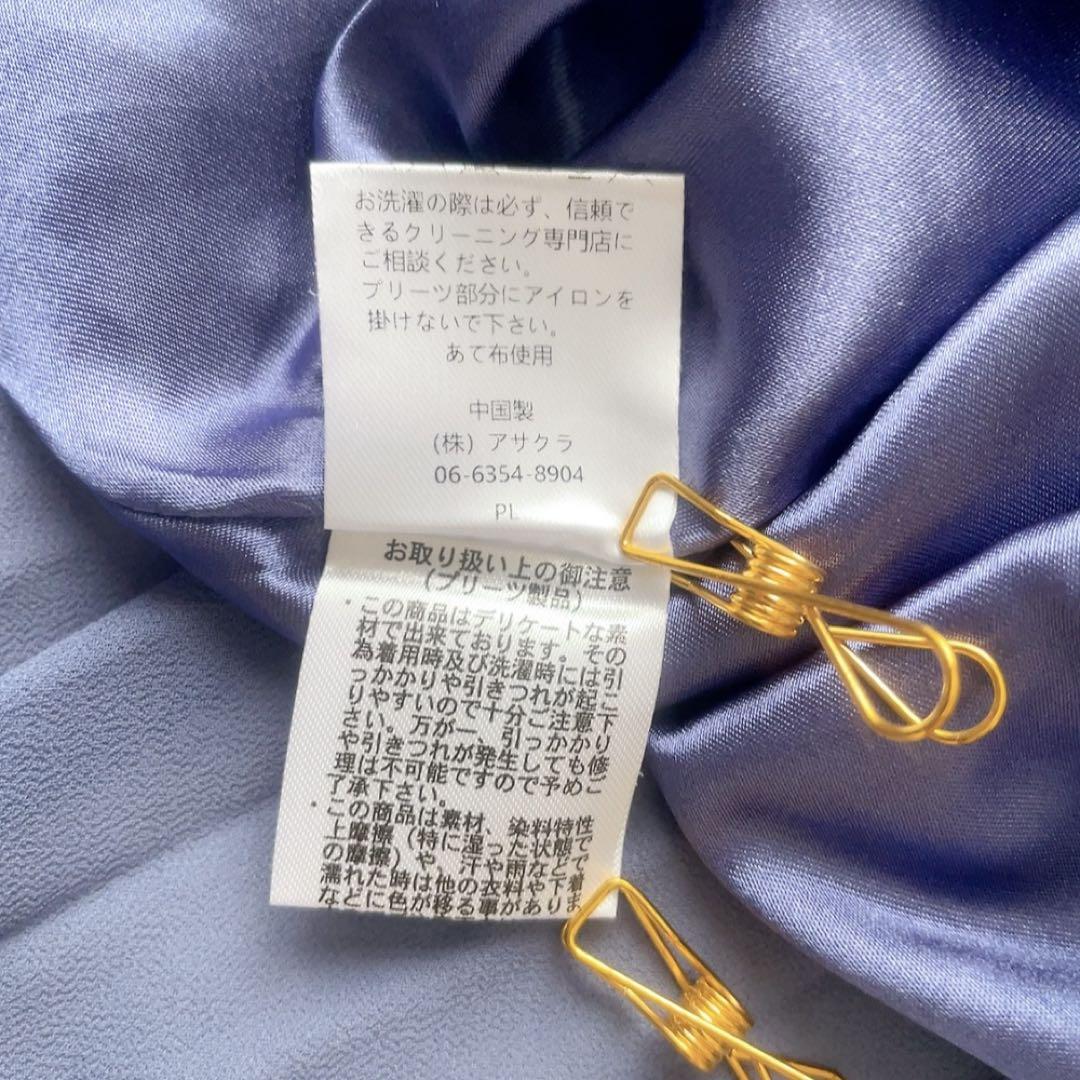 お洗濯の際は必ず、信頼で
きるクリーニング専門店に
ご相談ください。
プリーツ部分にアイロンを
掛けないで下さい。
あて布使用
中国製
(株) アサクラ
06-6354-8904
PL
お取り扱い上の御注意
(プリーツ製品)
・この商品はデリケートな素
材で出来ております。その
為着用時及び洗濯時には引
っかかりや引きつれが起こ
りやすいので十分ご注意下
さい。万が一、引っかかり
や引きつれが発生しても修
理は不可能ですので予めご
了承下さい。
・この商品は素材、染料特性
上摩擦(特に湿った状態で
の摩擦)や、汗や雨などで
濡れた時は他の衣料や下着
などに色が移る事があり